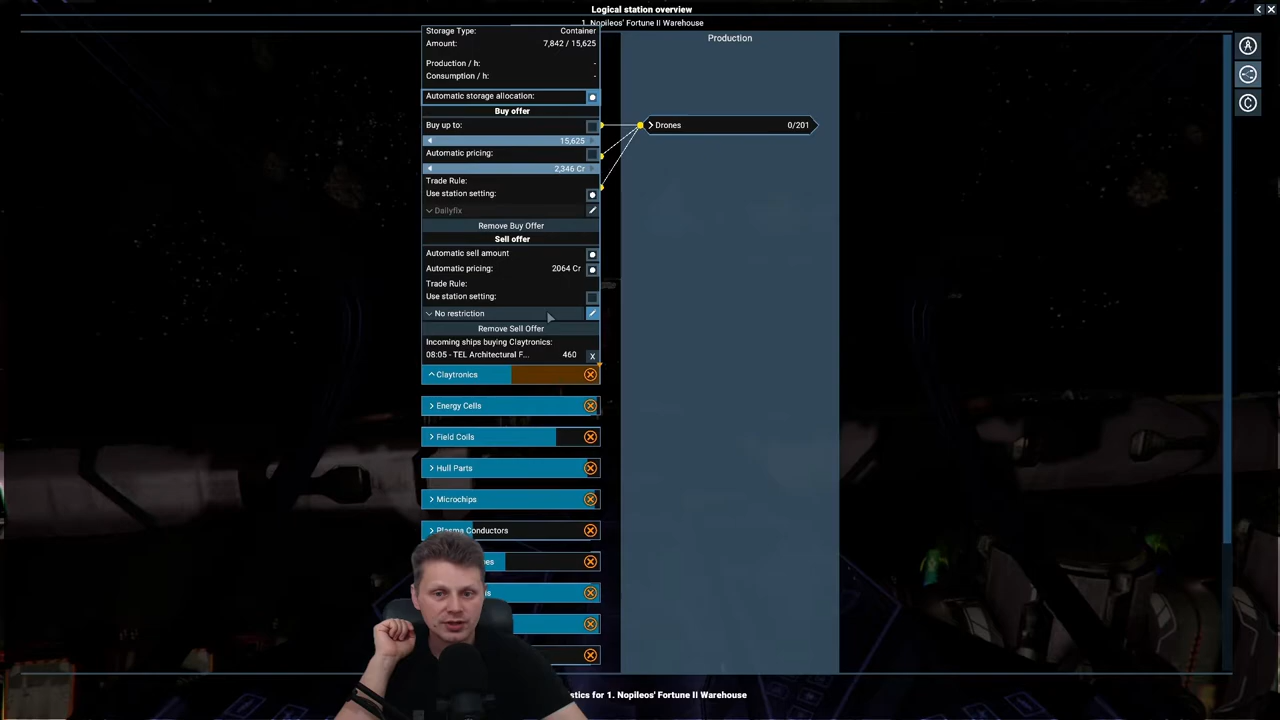 Logical station overview
1. Nopileos' Fortune II Warehouse
Storage Type: Container
Amount: 7,842 / 15,625
Production / h: -
Consumption / h: -
Automatic storage allocation:
Buy offer
Buy up to:
15,625
Automatic pricing:
2,346 Cr
Trade Rule:
Use station setting:
Dailyfix
Remove Buy Offer
Sell offer
Automatic sell amount
Automatic pricing: 2064 Cr
Trade Rule:
Use station setting:
No restriction
Remove Sell Offer
Incoming ships buying Claytronics:
08:05 - TEL Architectural F... 460 X
Claytronics
Energy Cells
Field Coils
Hull Parts
Microchips
Plasma Conductors
Production
Drones 0/201
for 1. Nopileos' Fortune II Warehouse